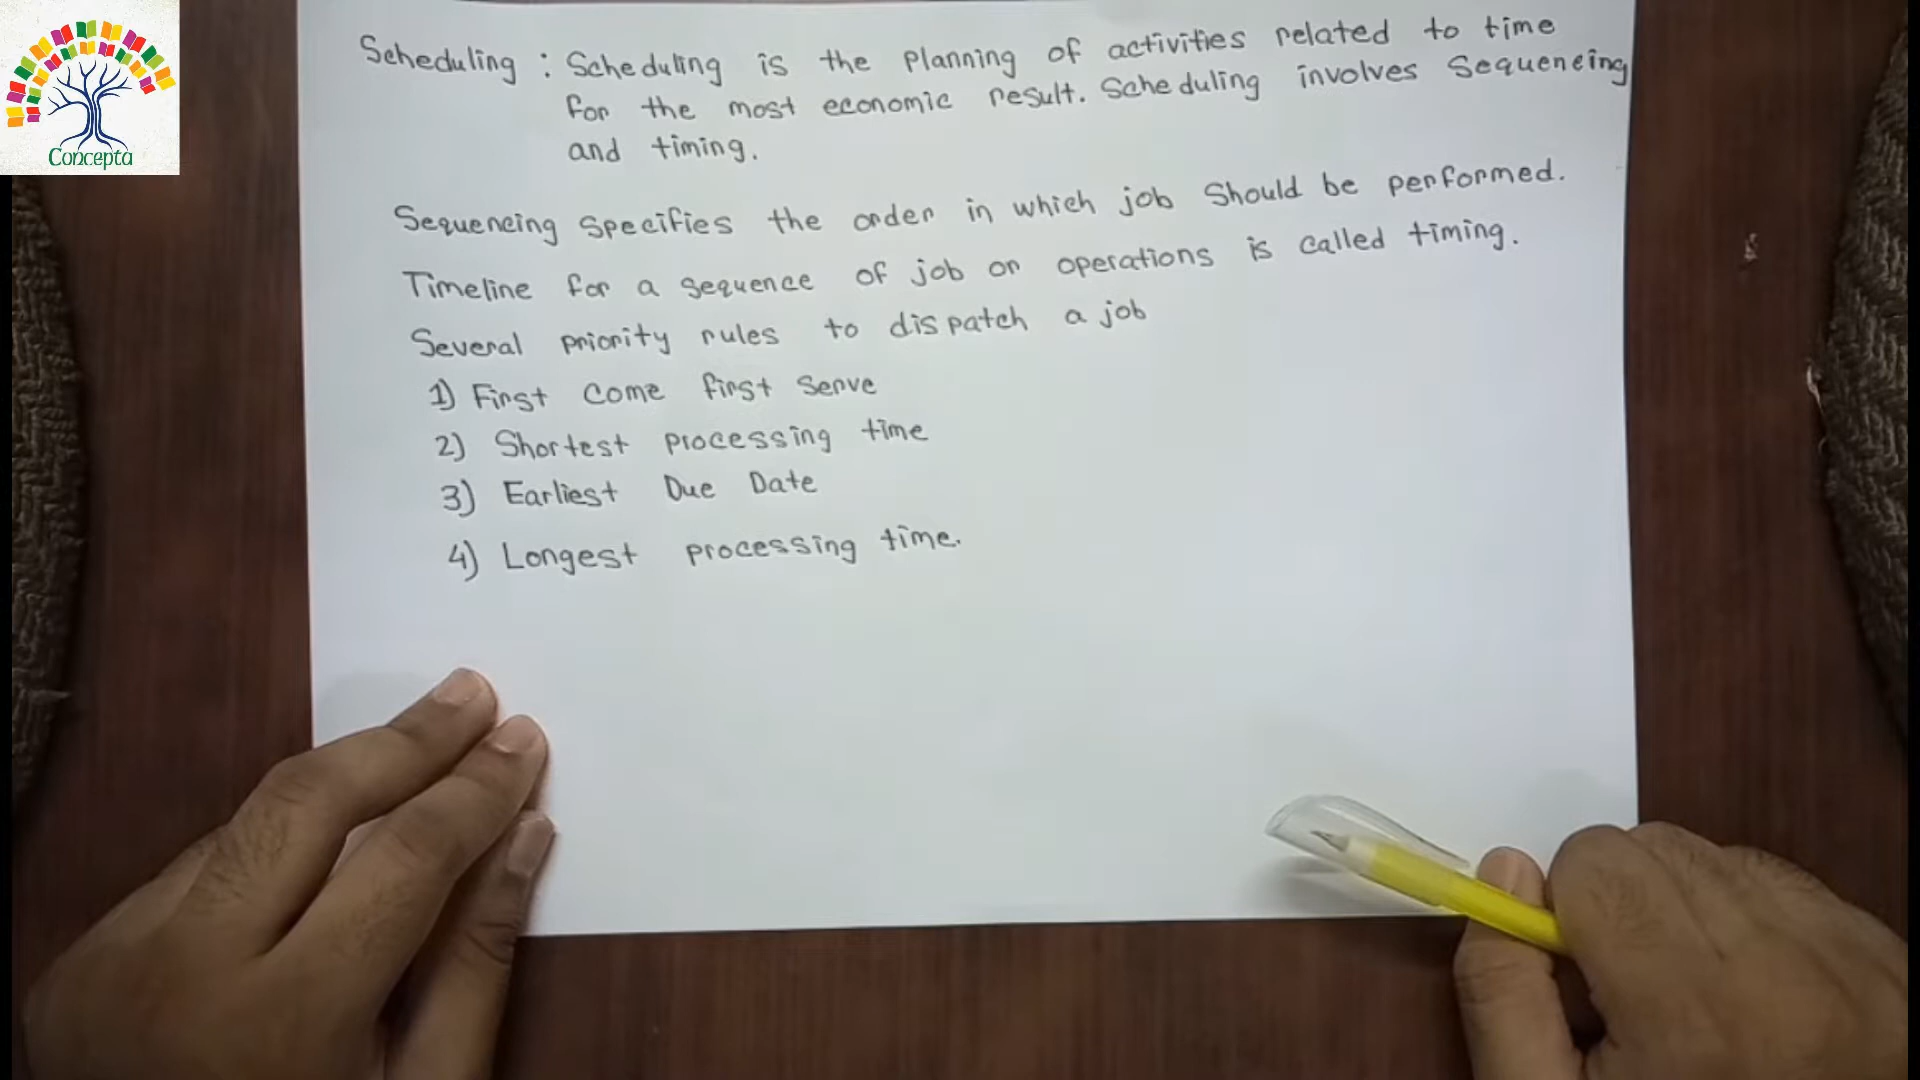 Concepta
Scheduling : Scheduling is the planning of activities related to time
for the most economic result. Scheduling involves sequencing
and timing.
Sequencing specifies the order in which job should be performed.
Timeline for a sequence of job or operations is called timing.
Several priority rules to dispatch a job
1) First come first serve
2) Shortest processing time
3) Earliest Due Date
4) Longest processing time.